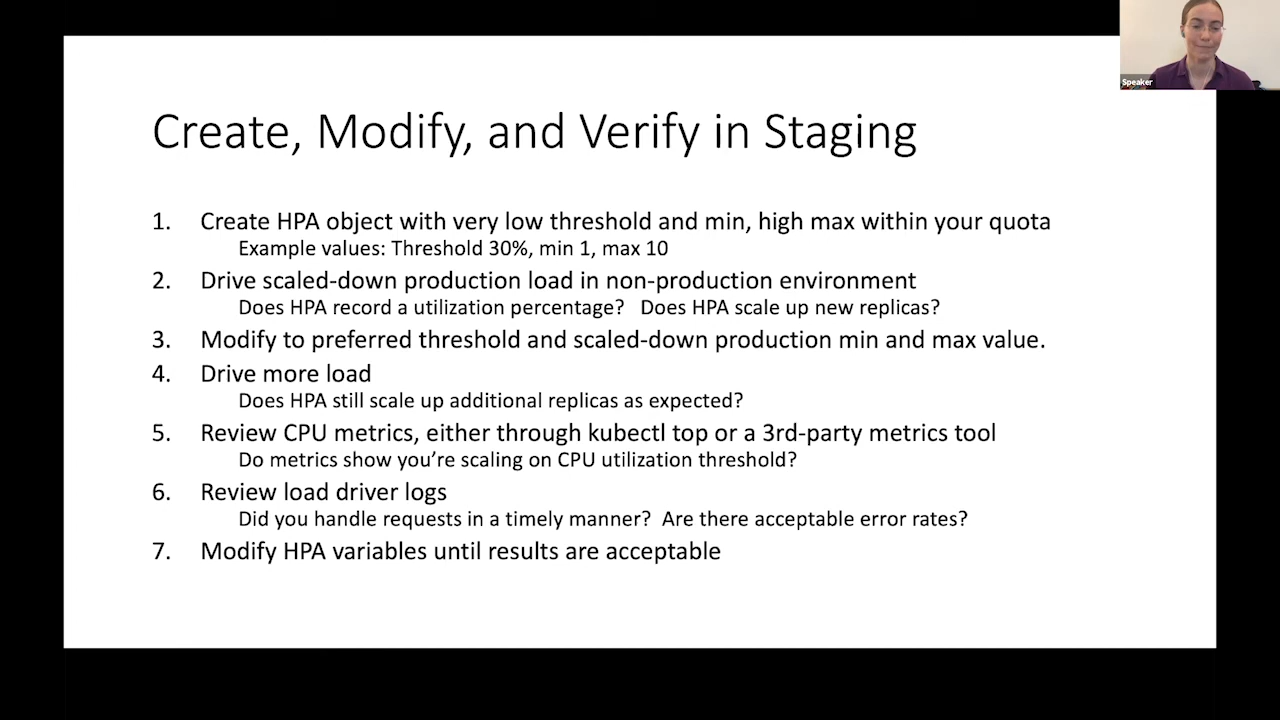 Speaker
Create, Modify, and Verify in Staging
1. Create HPA object with very low threshold and min, high max within your quota
Example values: Threshold 30%, min 1, max 10
2. Drive scaled-down production load in non-production environment
Does HPA record a utilization percentage? Does HPA scale up new replicas?
3. Modify to preferred threshold and scaled-down production min and max value.
4. Drive more load
Does HPA still scale up additional replicas as expected?
5. Review CPU metrics, either through kubectl top or a 3rd-party metrics tool
Do metrics show you’re scaling on CPU utilization threshold?
6. Review load driver logs
Did you handle requests in a timely manner? Are there acceptable error rates?
7. Modify HPA variables until results are acceptable